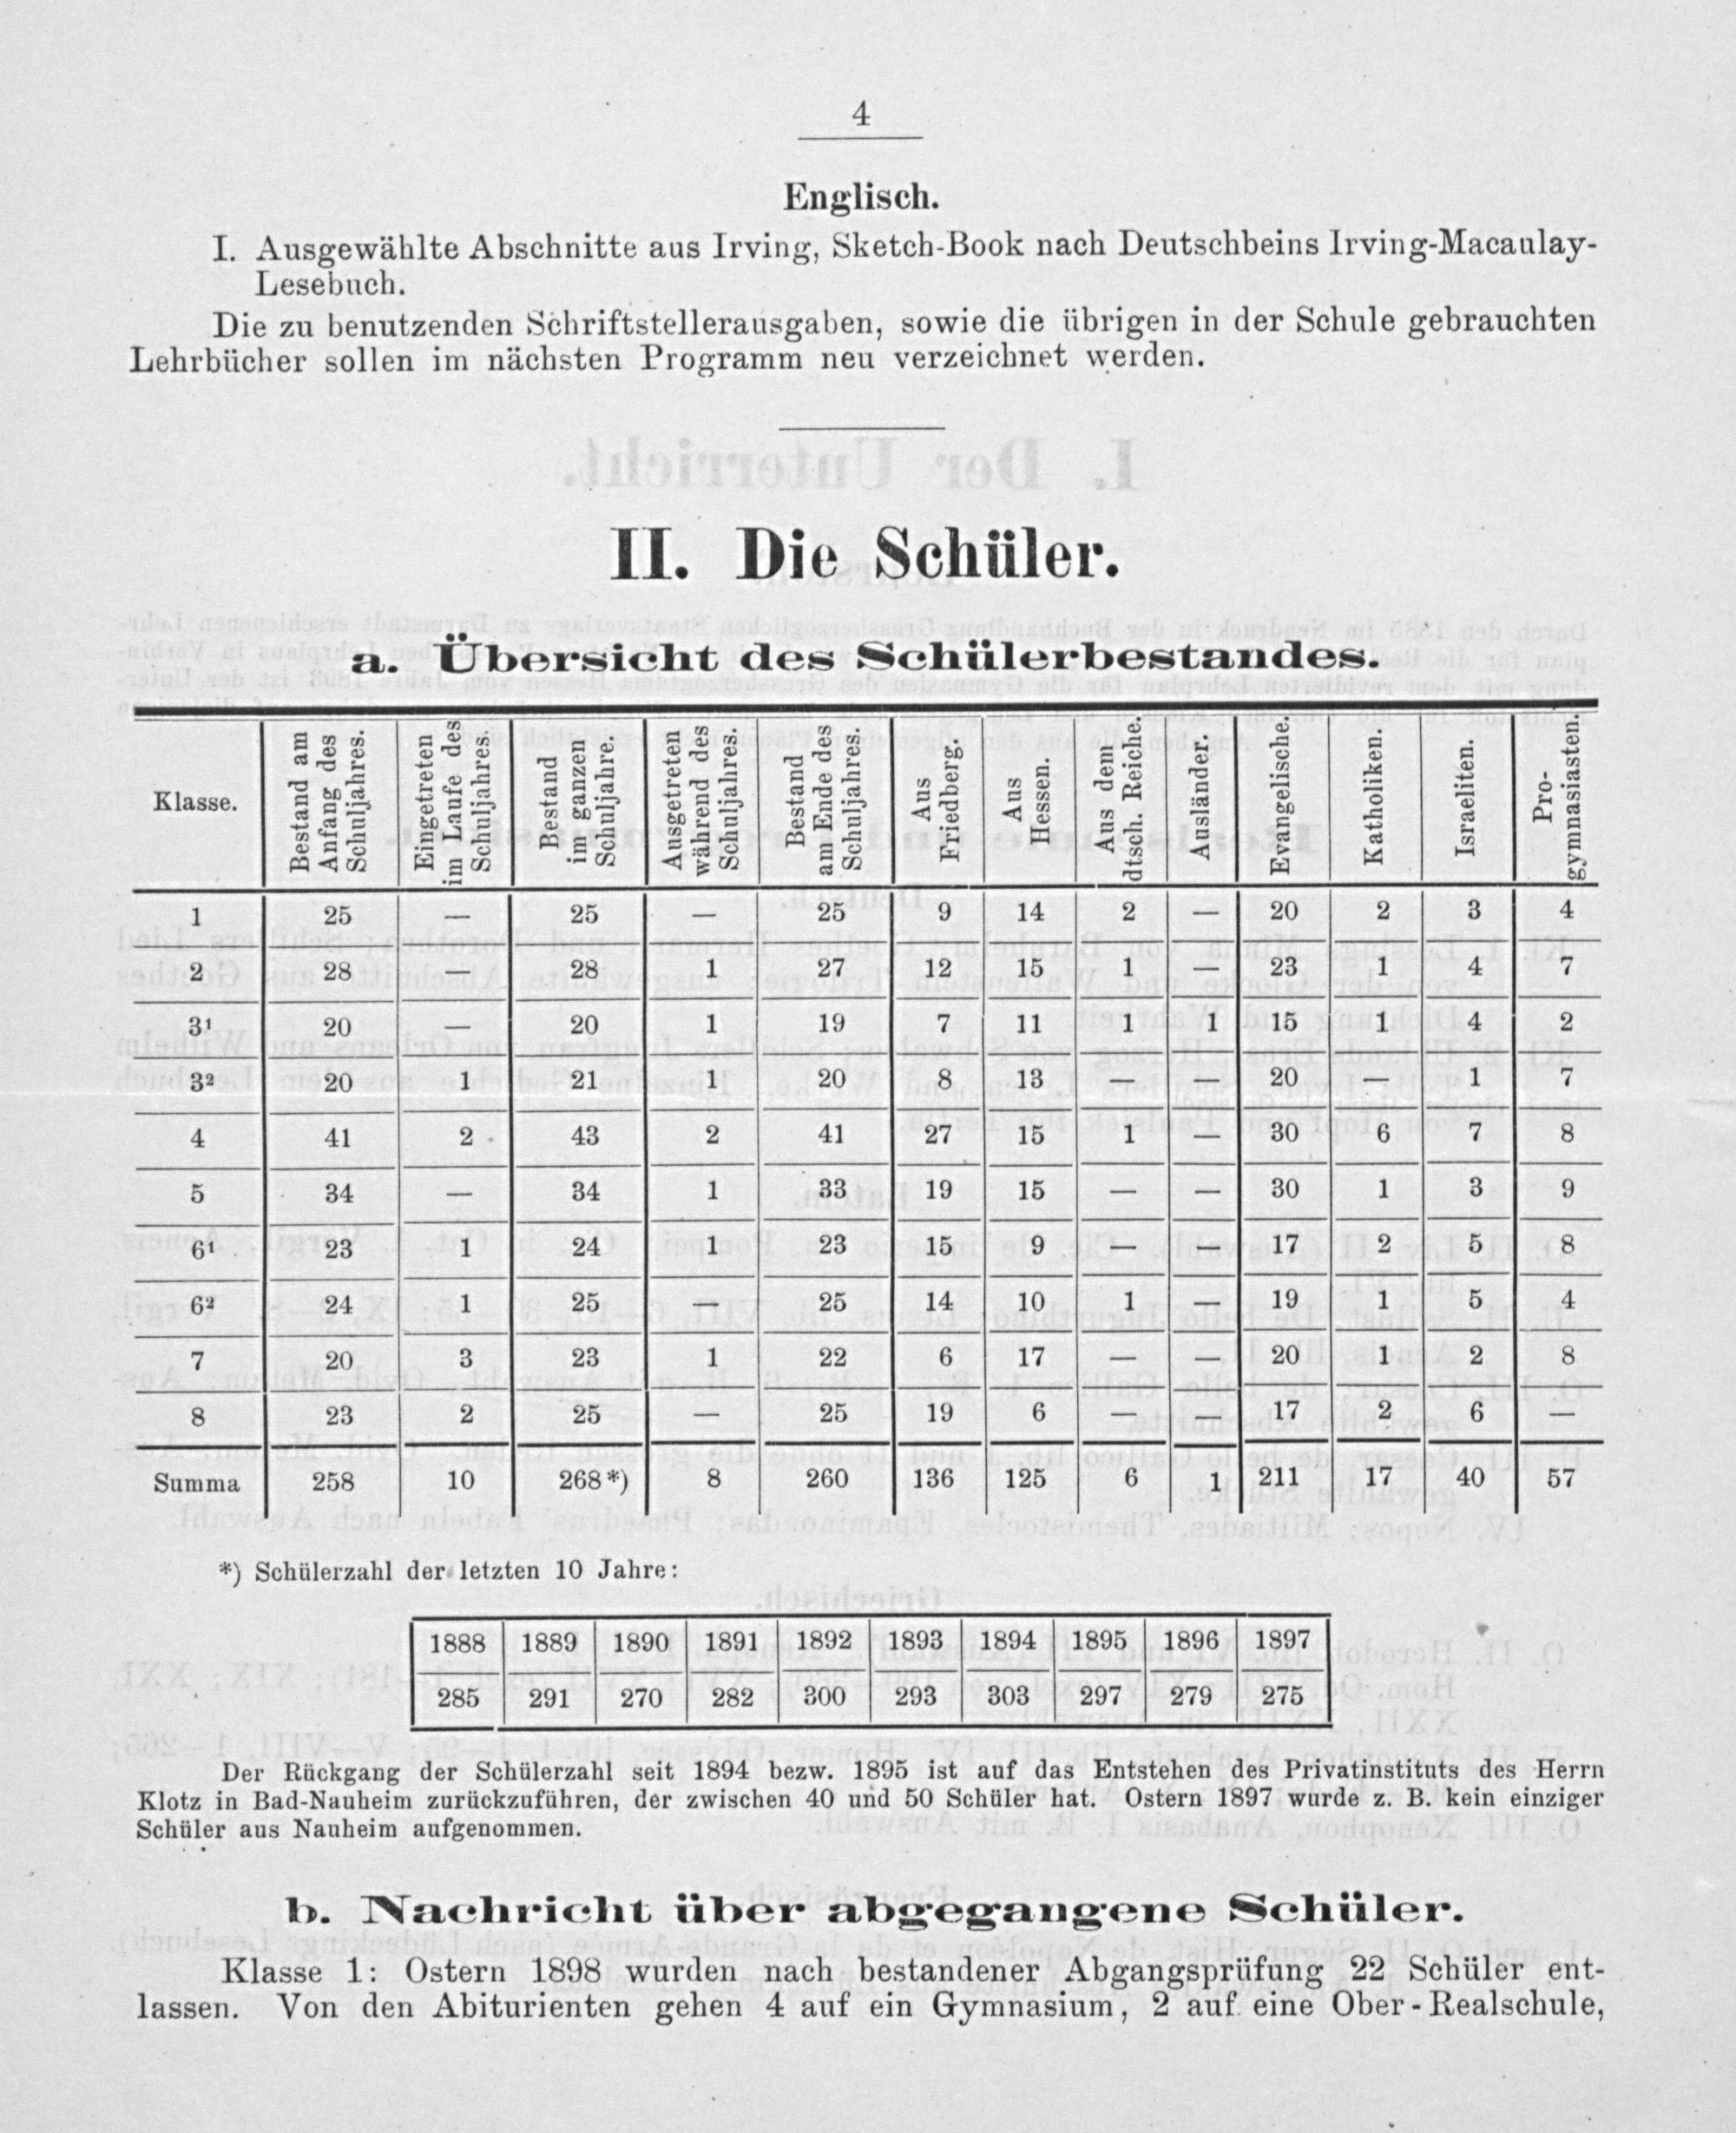 4
Englisch.
I. Ausgewählte Abschnitte aus Irving, Sketch-Book nach Deutschbeins Irving-Macaulay-
Lesebuch.
Die zu benutzenden Schriftstellerausgaben, sowie die übrigen in der Schule gebrauchten
Lehrbücher sollen im nächsten Programm neu verzeichnet werden.
II. Die Schüler.
a. Übersicht des Schülerbestandes.
Klasse. Bestand am Anfang des Schuljahres. Eingetreten im Laufe des Schuljahres. Bestand im ganzen Schuljahre. Ausgetreten während des Schuljahres. Bestand am Ende des Schuljahres. Aus Friedberg. Aus Hessen. Aus dem dtsch. Reiche. Ausländer. Evangelische. Katholiken. Israeliten. Pro-gymnasiasten.
1 25 — 25 — 25 9 14 2 — 20 2 3 4
2 28 — 28 1 27 12 15 1 — 23 1 4 7
3¹ 20 — 20 1 19 7 11 1 1 15 1 4 2
3² 20 1 21 1 20 8 13 — — 20 — 1 7
4 41 2 43 2 41 27 15 1 — 30 6 7 8
5 34 — 34 1 33 19 15 — — 30 1 3 9
6¹ 23 1 24 1 23 15 9 — — 17 2 5 8
6² 24 1 25 — 25 14 10 1 — 19 1 5 4
7 20 3 23 1 22 6 17 — — 20 1 2 8
8 23 2 25 — 25 19 6 — — 17 2 6 —
Summa 258 10 268*) 8 260 136 125 6 1 211 17 40 57
*) Schülerzahl der letzten 10 Jahre:
1888 1889 1890 1891 1892 1893 1894 1895 1896 1897
285 291 270 282 300 293 303 297 279 275
Der Rückgang der Schülerzahl seit 1894 bezw. 1895 ist auf das Entstehen des Privatinstituts des Herrn
Klotz in Bad-Nauheim zurückzuführen, der zwischen 40 und 50 Schüler hat. Ostern 1897 wurde z. B. kein einziger
Schüler aus Nauheim aufgenommen.
b. Nachricht über abgegangene Schüler.
Klasse 1: Ostern 1898 wurden nach bestandener Abgangsprüfung 22 Schüler ent-
lassen. Von den Abiturienten gehen 4 auf ein Gymnasium, 2 auf eine Ober-Realschule,